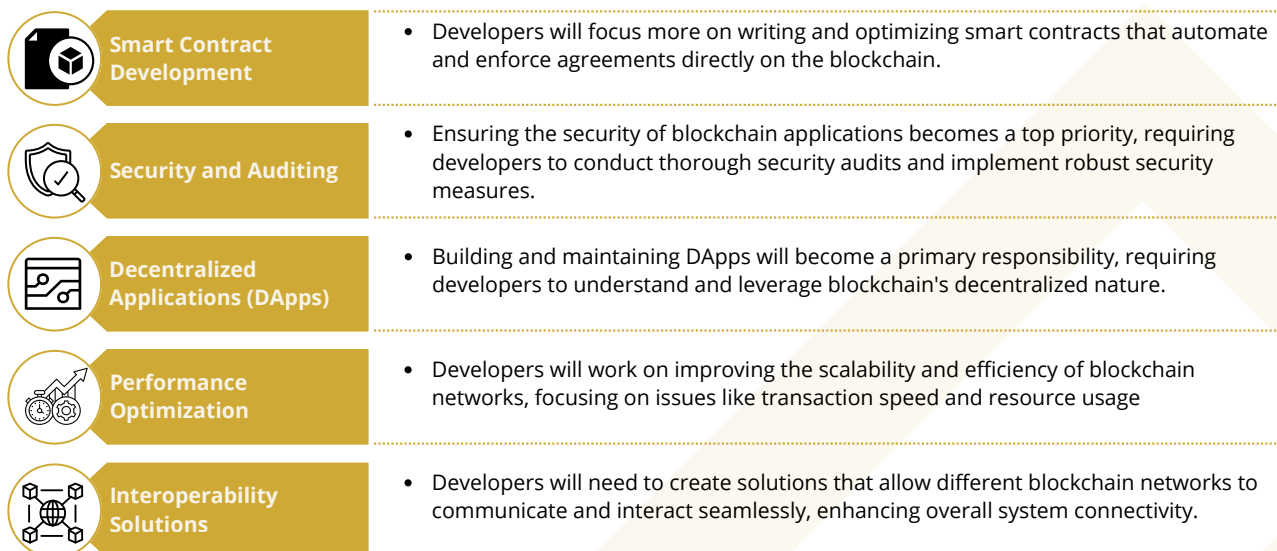 Smart Contract
Development
• Developers will focus more on writing and optimizing smart contracts that automate
and enforce agreements directly on the blockchain.
Security and Auditing
• Ensuring the security of blockchain applications becomes a top priority, requiring
developers to conduct thorough security audits and implement robust security
measures.
Decentralized
Applications (DApps)
• Building and maintaining DApps will become a primary responsibility, requiring
developers to understand and leverage blockchain's decentralized nature.
Performance
Optimization
• Developers will work on improving the scalability and efficiency of blockchain
networks, focusing on issues like transaction speed and resource usage
Interoperability
Solutions
• Developers will need to create solutions that allow different blockchain networks to
communicate and interact seamlessly, enhancing overall system connectivity.